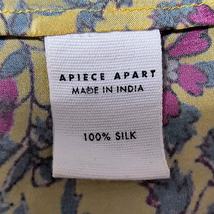 APIECE APART
MADE IN INDIA
100% SILK